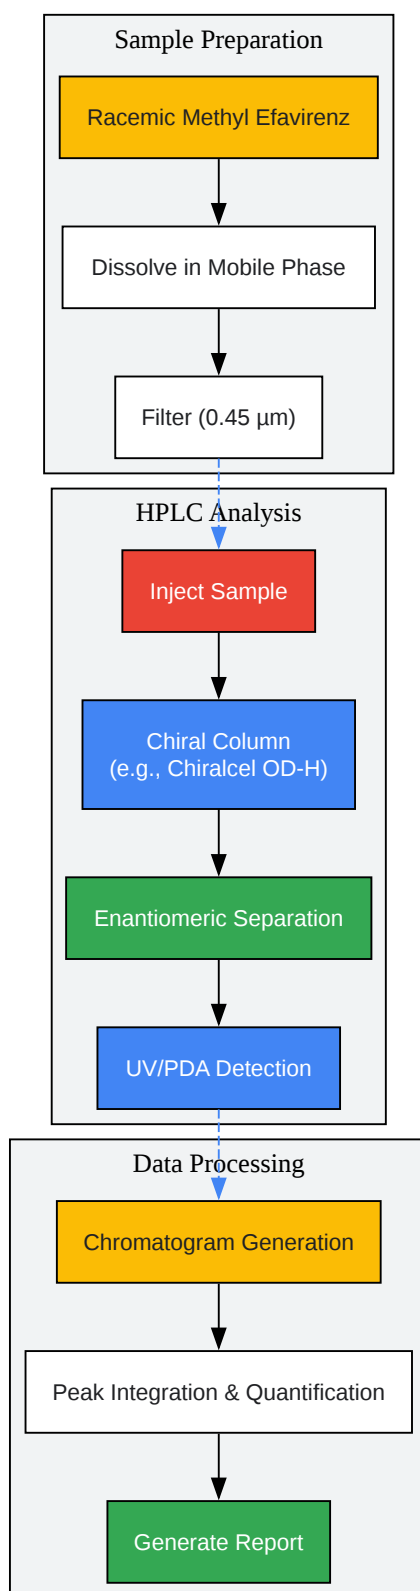 Sample Preparation
Racemic Methyl Efavirenz
Dissolve in Mobile Phase
Filter (0.45 µm)
HPLC Analysis
Inject Sample
Chiral Column
(e.g., Chiralcel OD-H)
Enantiomeric Separation
UV/PDA Detection
Data Processing
Chromatogram Generation
Peak Integration & Quantification
Generate Report